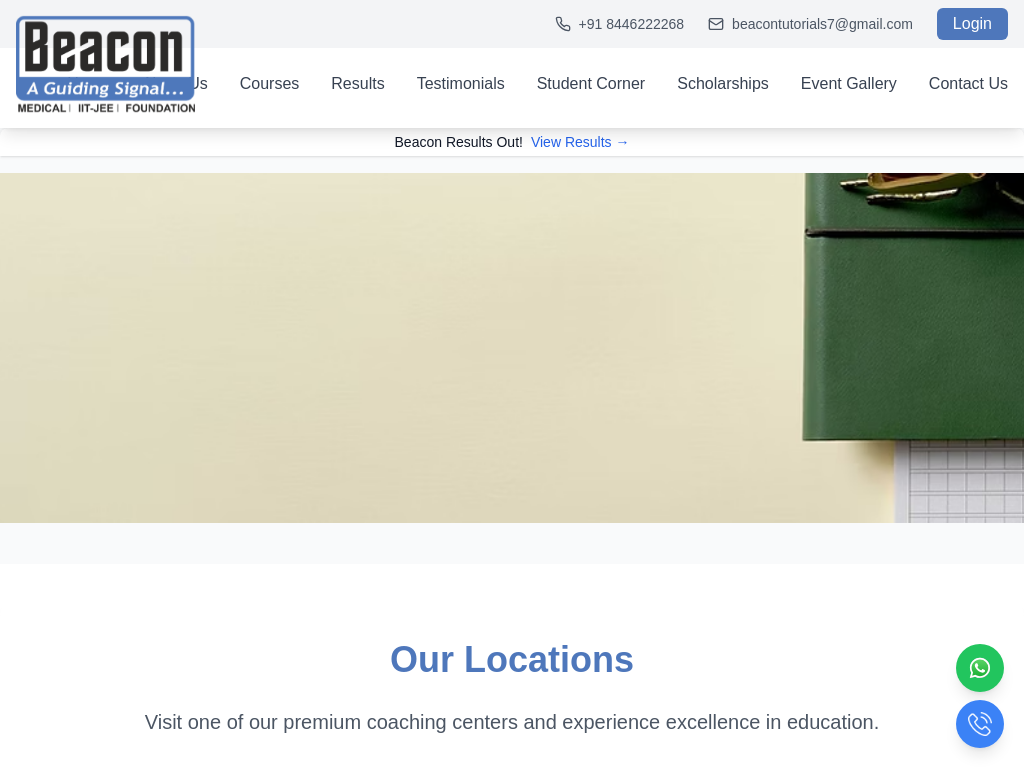 +91 8446222268
beacontutorials7@gmail.com
Login
Beacon
A Guiding Signal...
MEDICAL | IIT-JEE | FOUNDATION
Us
Courses
Results
Testimonials
Student Corner
Scholarships
Event Gallery
Contact Us
Beacon Results Out! View Results →
Our Locations
Visit one of our premium coaching centers and experience excellence in education.